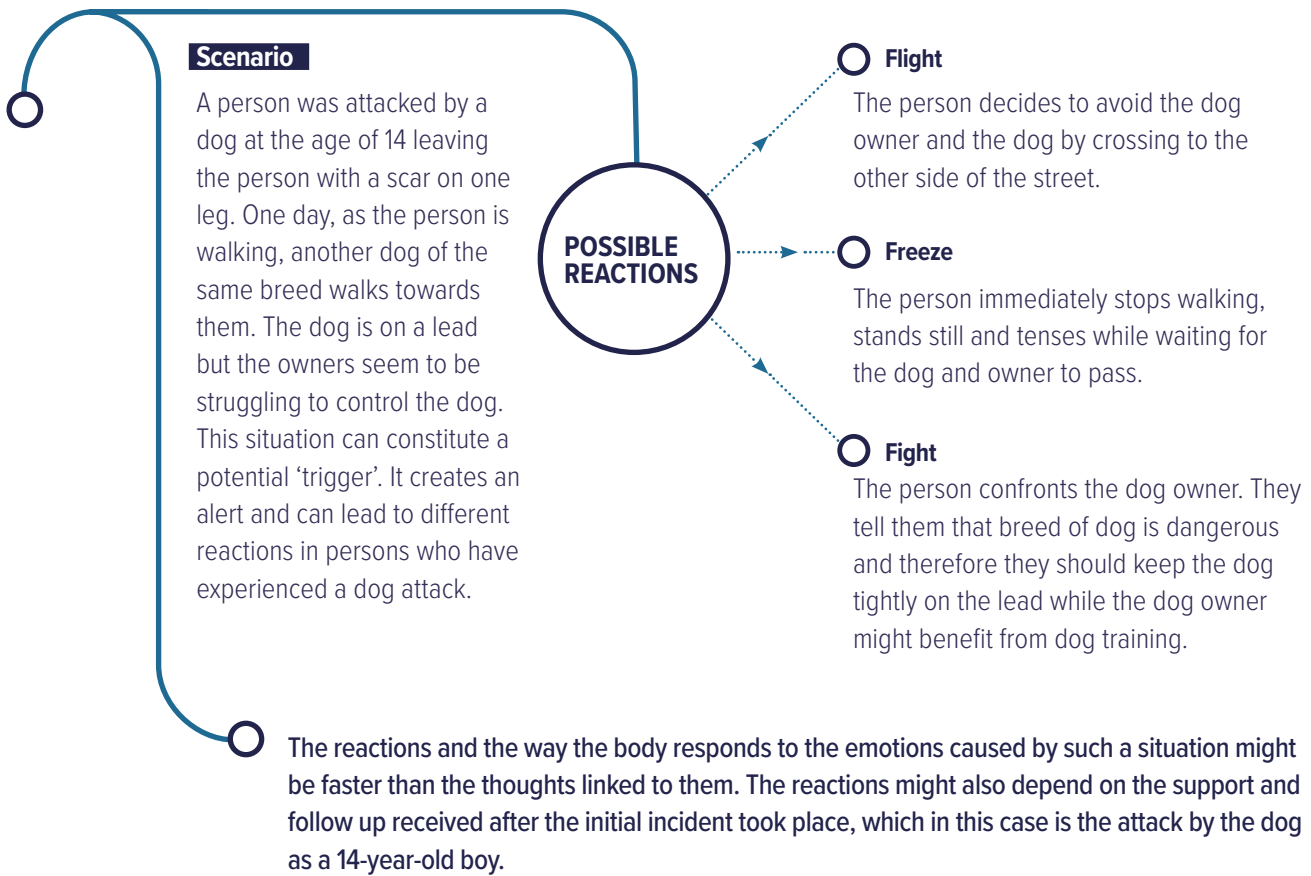 Scenario
A person was attacked by a
dog at the age of 14 leaving
the person with a scar on one
leg. One day, as the person is
walking, another dog of the
same breed walks towards
them. The dog is on a lead
but the owners seem to be
struggling to control the dog.
This situation can constitute a
potential ‘trigger’. It creates an
alert and can lead to different
reactions in persons who have
experienced a dog attack.
POSSIBLE
REACTIONS
Flight
The person decides to avoid the dog
owner and the dog by crossing to the
other side of the street.
Freeze
The person immediately stops walking,
stands still and tenses while waiting for
the dog and owner to pass.
Fight
The person confronts the dog owner. They
tell them that breed of dog is dangerous
and therefore they should keep the dog
tightly on the lead while the dog owner
might benefit from dog training.
The reactions and the way the body responds to the emotions caused by such a situation might
be faster than the thoughts linked to them. The reactions might also depend on the support and
follow up received after the initial incident took place, which in this case is the attack by the dog
as a 14-year-old boy.